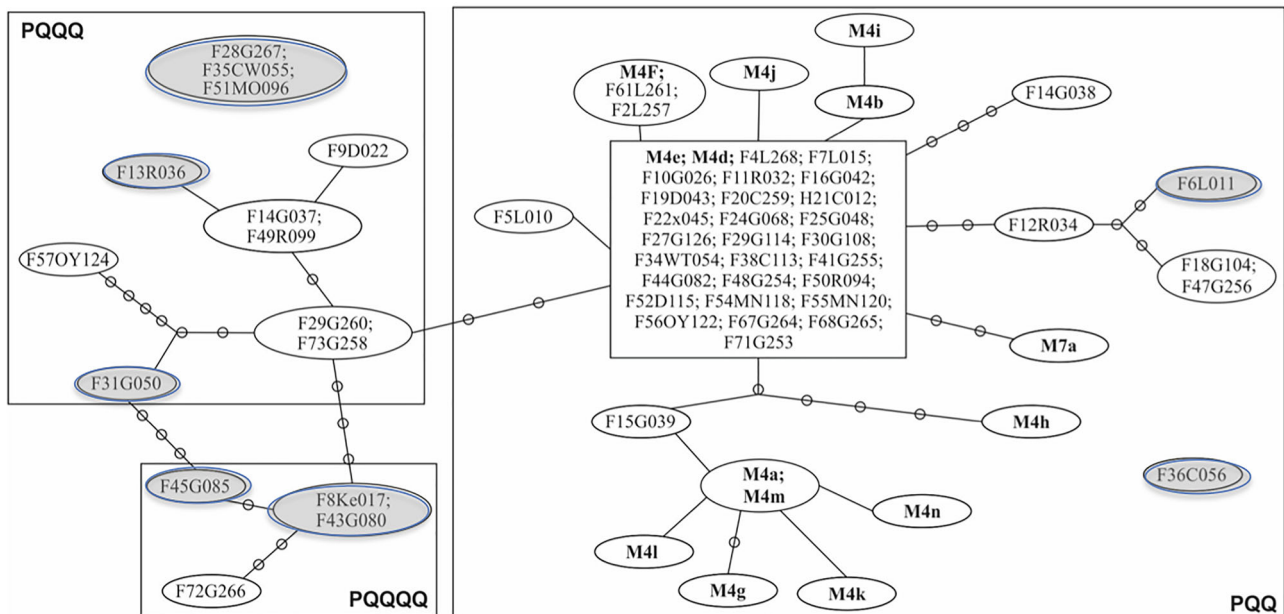 PQQQ
F28G267;
F35CW055;
F51MO096
F13R036
F9D022
F14G037;
F49R099
F57OY124
F29G260;
F73G258
F31G050
F45G085
F8Ke017;
F43G080
F72G266
PQQQQ
M4i
M4F;
F61L261;
F2L257
M4j
M4b
F14G038
M4e; M4d; F4L268; F7L015;
F10G026; F11R032; F16G042;
F19D043; F20C259; H21C012;
F22x045; F24G068; F25G048;
F27G126; F29G114; F30G108;
F34WT054; F38C113; F41G255;
F44G082; F48G254; F50R094;
F52D115; F54MN118; F55MN120;
F56OY122; F67G264; F68G265;
F71G253
F5L010
F6L011
F12R034
F18G104;
F47G256
M7a
F15G039
M4h
M4a;
M4m
F36C056
M4n
M4l
M4g
M4k
PQQ